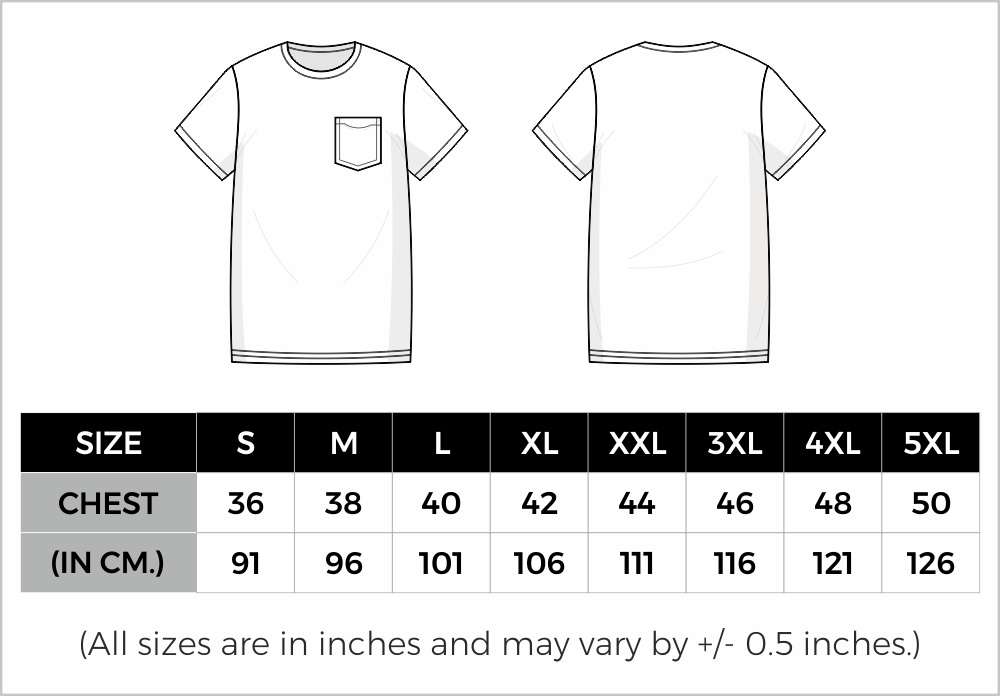 SIZE S M L XL XXL 3XL 4XL 5XL
CHEST 36 38 40 42 44 46 48 50
(IN CM.) 91 96 101 106 111 116 121 126
(All sizes are in inches and may vary by +/- 0.5 inches.)